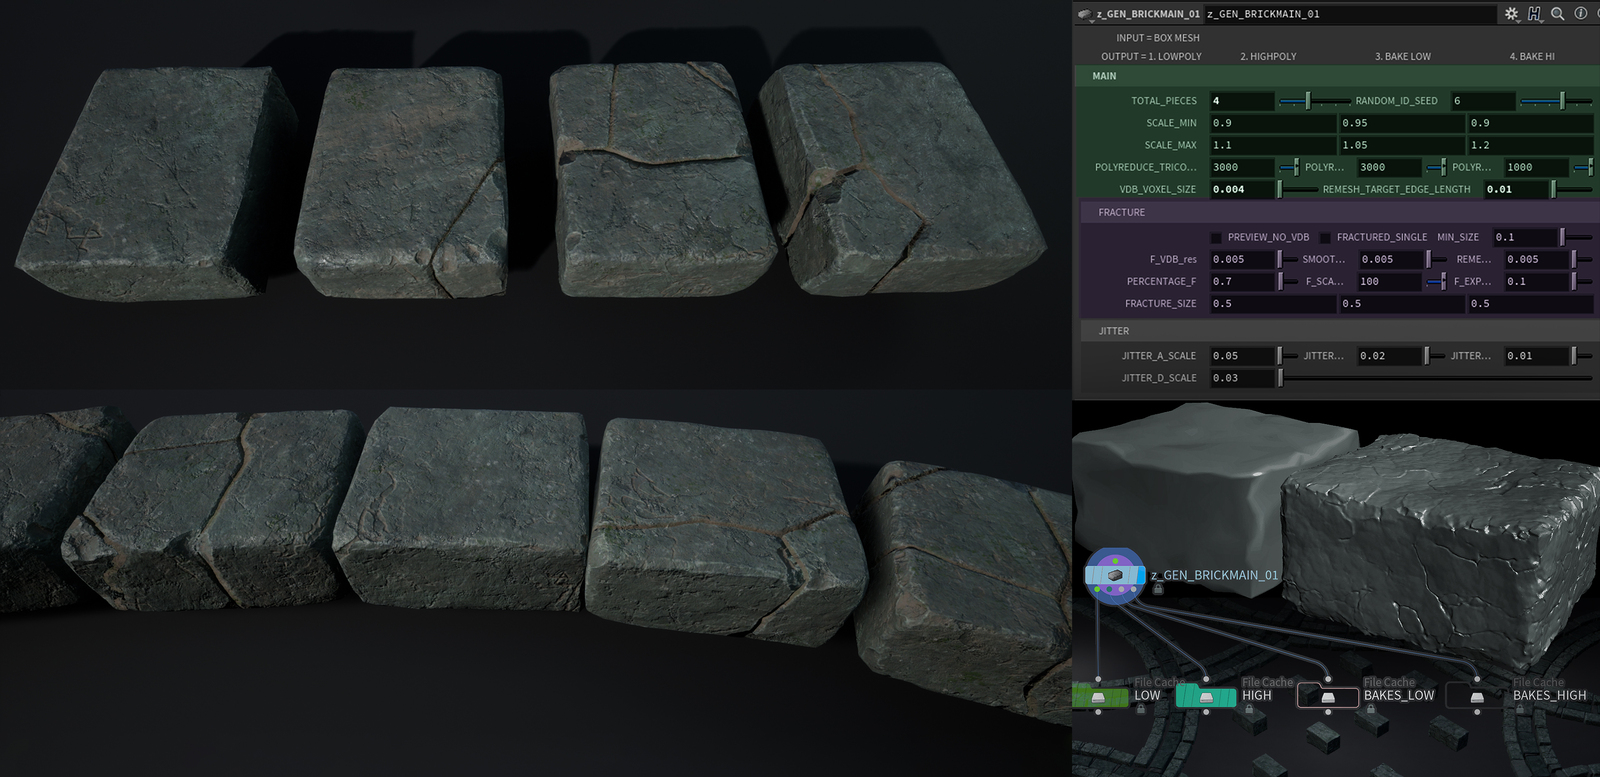 z_GEN_BRICKMAIN_01 z_GEN_BRICKMAIN_01
INPUT = BOX MESH
OUTPUT = 1. LOWPOLY 2. HIGHPOLY 3. BAKE LOW 4. BAKE HI
MAIN
TOTAL_PIECES 4 RANDOM_ID_SEED 6
SCALE_MIN 0.9 0.95 0.9
SCALE_MAX 1.1 1.05 1.2
POLYREDUCE_TRICO... 3000 POLYR... 3000 POLY... 1000
VDB_VOXEL_SIZE 0.004 REMESH_TARGET_EDGE_LENGTH 0.01
FRACTURE
PREVIEW_NO_VDB FRACTURED_SINGLE MIN_SIZE 0.1
F_VDB_res 0.005 SMOOT... 0.005 REME... 0.005
PERCENTAGE_F 0.7 F_SCA... 100 F_EXP... 0.1
FRACTURE_SIZE 0.5 0.5 0.5
JITTER
JITTER_A_SCALE 0.05 JITTER... 0.02 JITTER... 0.01
JITTER_D_SCALE 0.03
z_GEN_BRICKMAIN_01
File Cache File Cache File Cache File Cache
LOW HIGH BAKES_LOW BAKES_HIGH